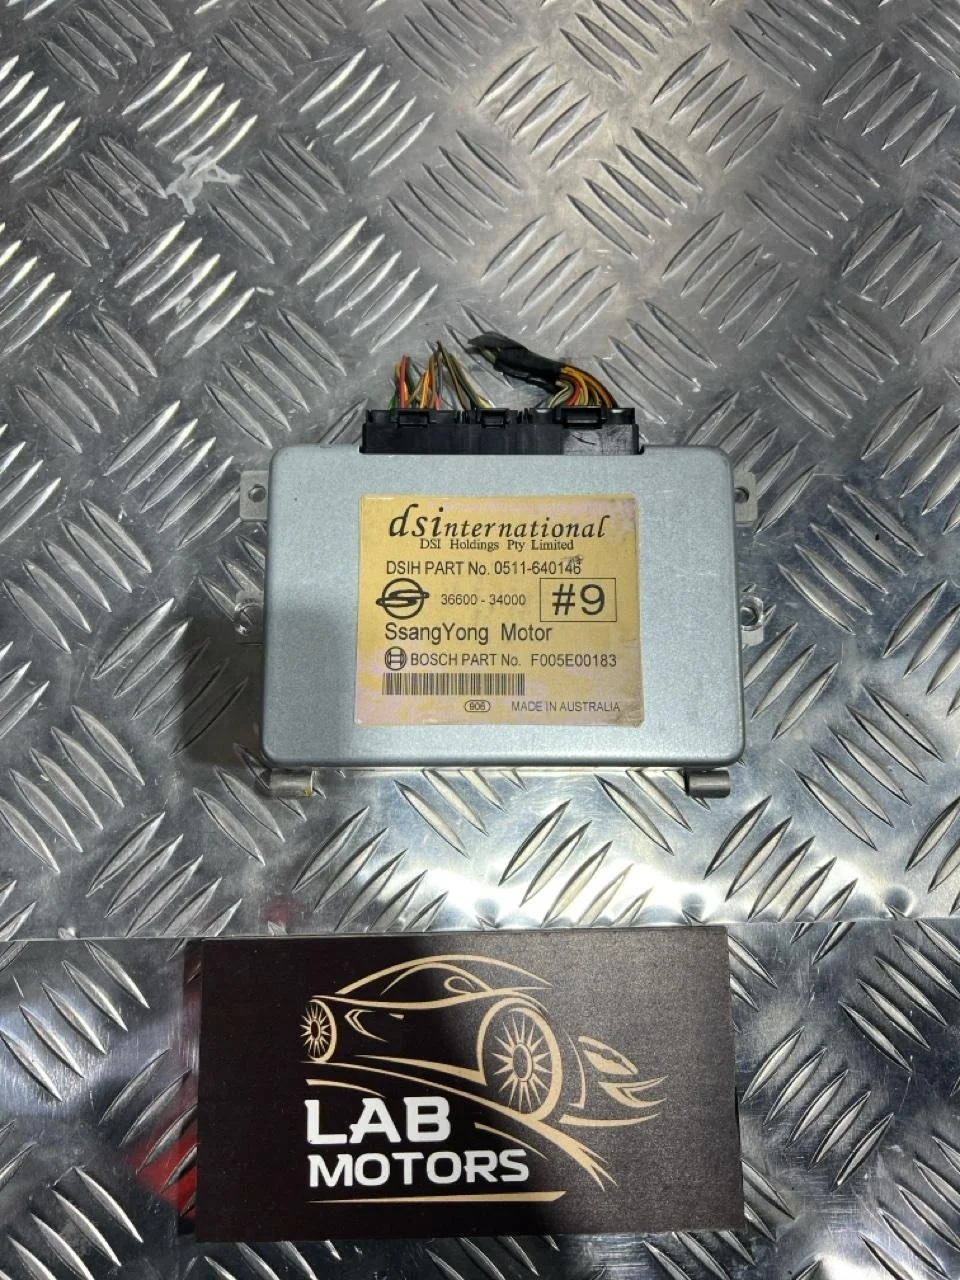 dsinternational
DSI Holdings Pty Limited
DSIH PART No. 0511-640146
36600 - 34000 #9
SsangYong Motor
BOSCH PART No. F005E00183
906 MADE IN AUSTRALIA
LAB
MOTORS